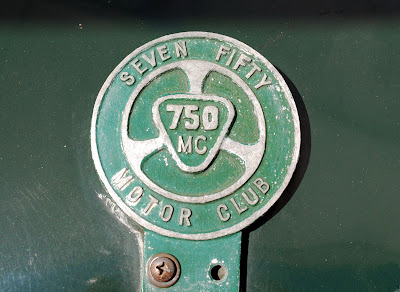 SEVEN FIFTY
750
MC
MOTOR CLUB